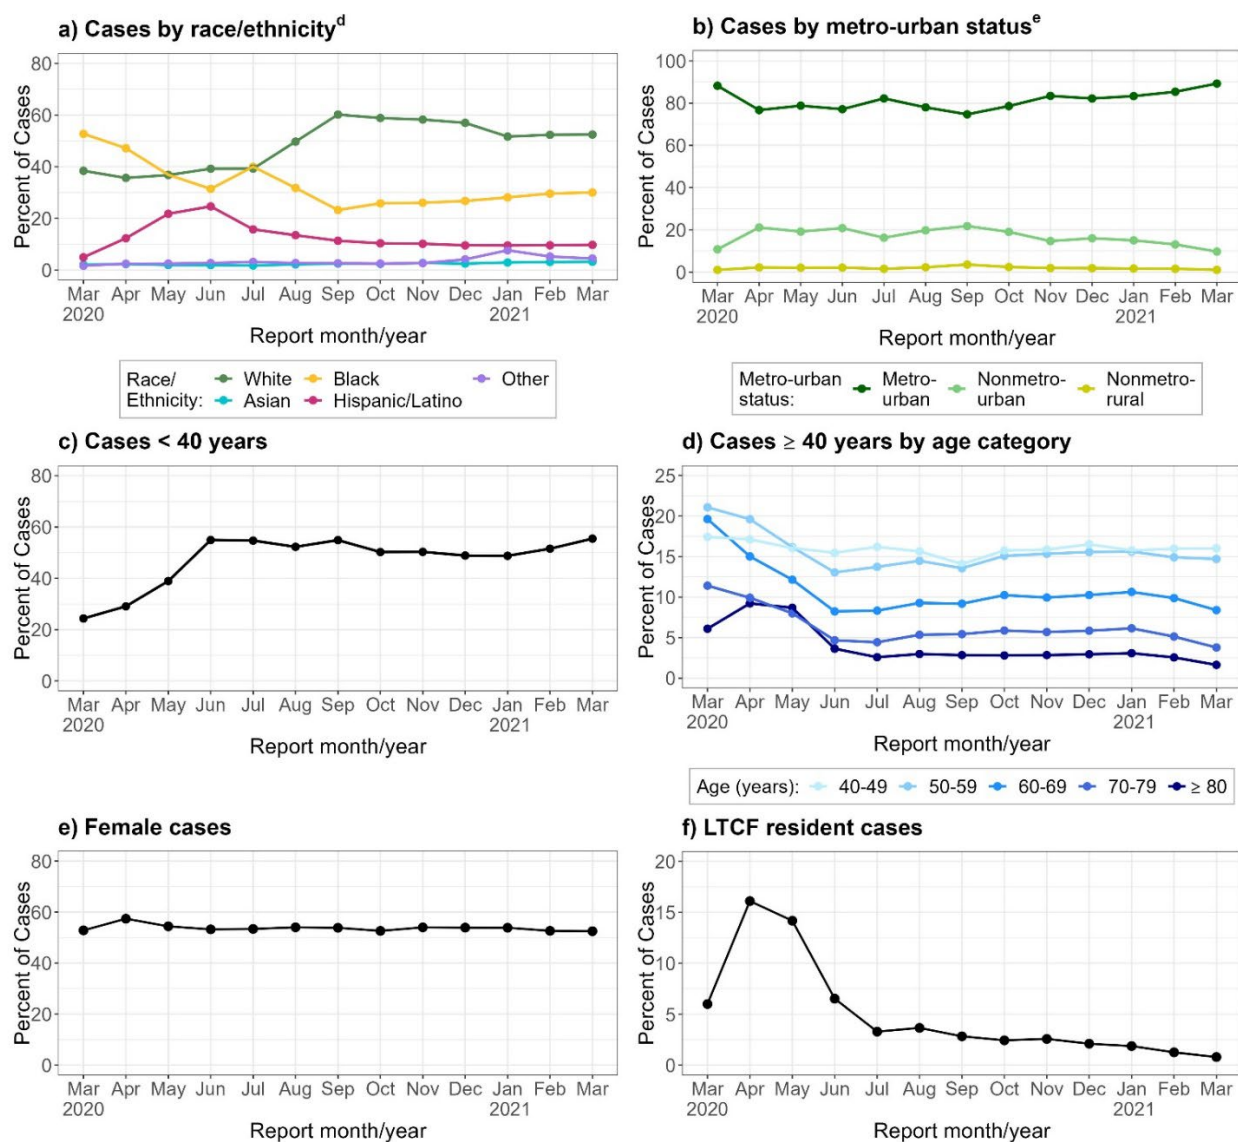 a) Cases by race/ethnicityd
80
60
40
20
0
Percent of Cases
Mar Apr May Jun Jul Aug Sep Oct Nov Dec Jan Feb Mar
2020 2021
Report month/year
Race/ White Black Other
Ethnicity: Asian Hispanic/Latino
b) Cases by metro-urban statuse
100
80
60
40
20
0
Percent of Cases
Mar Apr May Jun Jul Aug Sep Oct Nov Dec Jan Feb Mar
2020 2021
Report month/year
Metro-urban Metro- Nonmetro- Nonmetro-
status: urban urban rural
c) Cases < 40 years
80
60
40
20
0
Percent of Cases
Mar Apr May Jun Jul Aug Sep Oct Nov Dec Jan Feb Mar
2020 2021
Report month/year
d) Cases ≥ 40 years by age category
25
20
15
10
5
0
Percent of Cases
Mar Apr May Jun Jul Aug Sep Oct Nov Dec Jan Feb Mar
2020 2021
Report month/year
Age (years): 40-49 50-59 60-69 70-79 ≥ 80
e) Female cases
80
60
40
20
0
Percent of Cases
Mar Apr May Jun Jul Aug Sep Oct Nov Dec Jan Feb Mar
2020 2021
Report month/year
f) LTCF resident cases
20
15
10
5
0
Percent of Cases
Mar Apr May Jun Jul Aug Sep Oct Nov Dec Jan Feb Mar
2020 2021
Report month/year